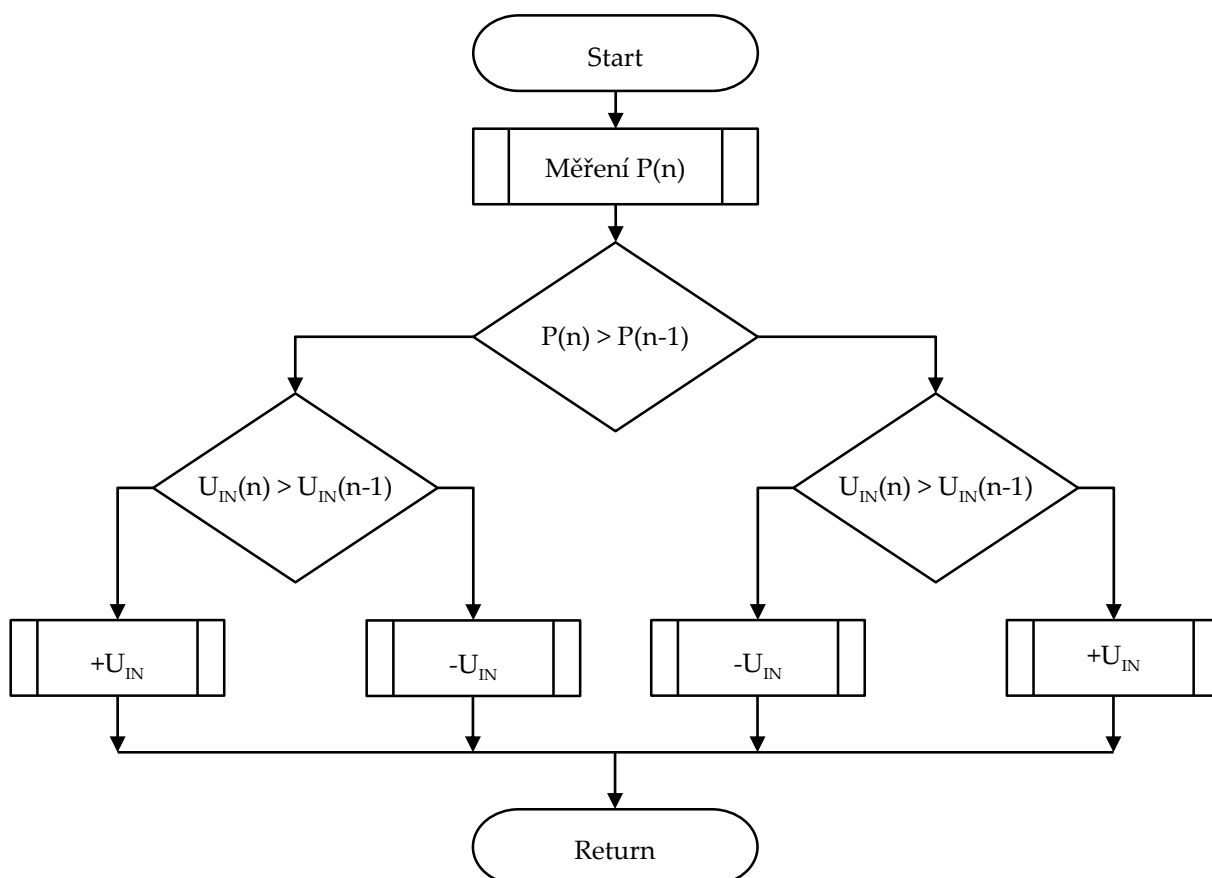 Start
Měření P(n)
P(n) > P(n-1)
U_IN(n) > U_IN(n-1)
U_IN(n) > U_IN(n-1)
+U_IN
-U_IN
-U_IN
+U_IN
Return